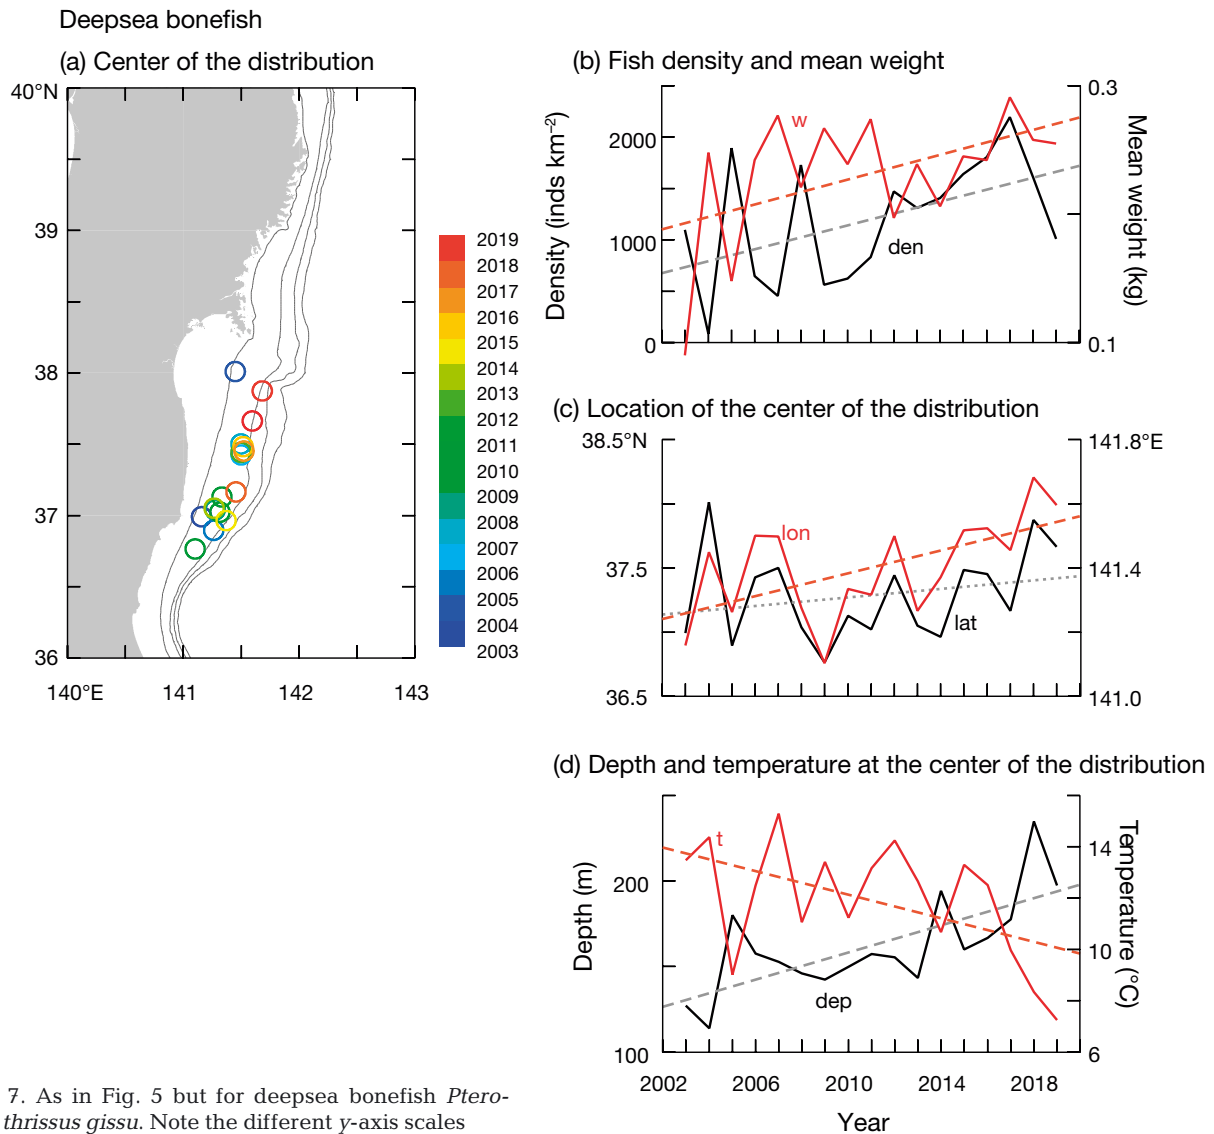 Deepsea bonefish
(a) Center of the distribution
40°N
39
38
37
36
140°E 141 142 143
2019
2018
2017
2016
2015
2014
2013
2012
2011
2010
2009
2008
2007
2006
2005
2004
2003
(b) Fish density and mean weight
Density (inds km⁻²)
2000
1000
0
w
den
0.3
0.1
Mean weight (kg)
(c) Location of the center of the distribution
38.5°N
37.5
36.5
lon
lat
141.8°E
141.4
141.0
(d) Depth and temperature at the center of the distribution
Depth (m)
200
100
t
dep
14
10
6
Temperature (°C)
2002 2006 2010 2014 2018
Year
7. As in Fig. 5 but for deepsea bonefish Ptero-
thrissus gissu. Note the different y-axis scales